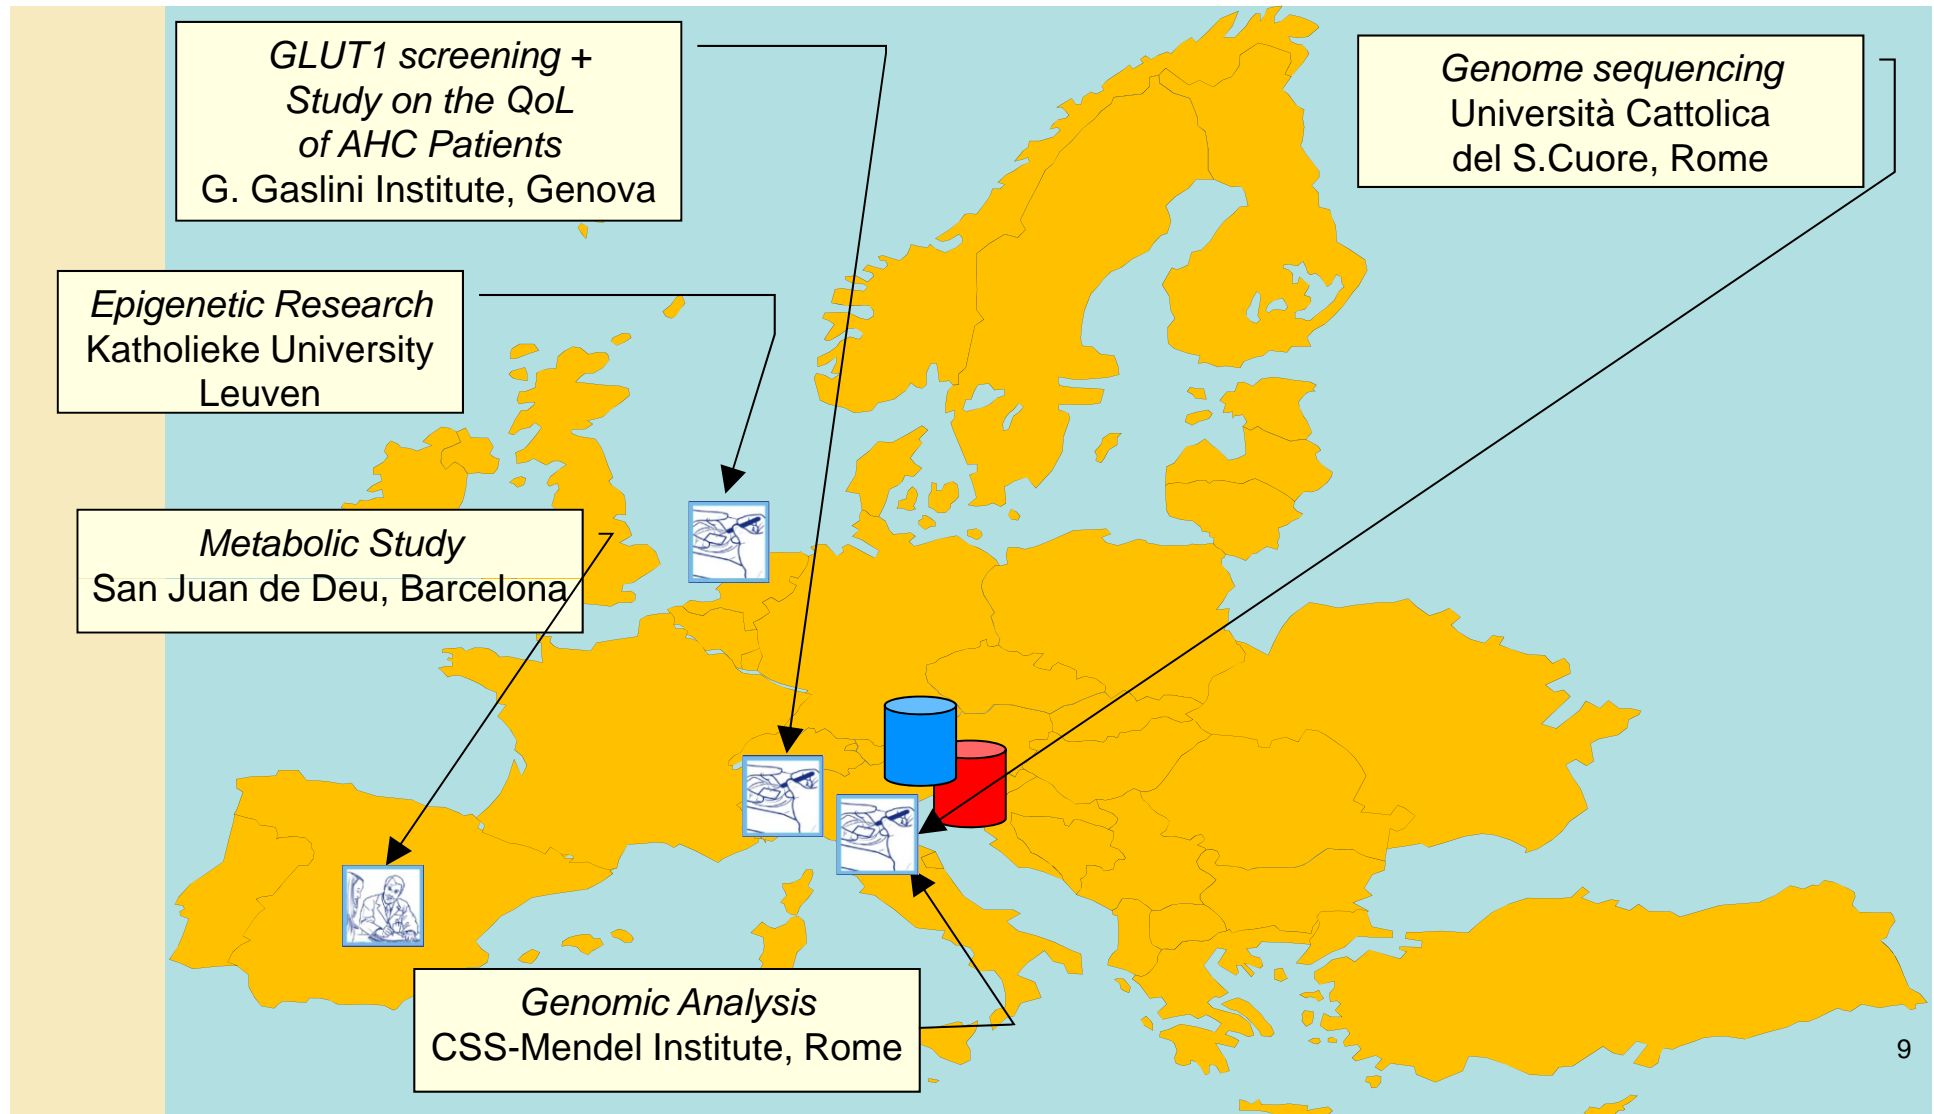 GLUT1 screening +
Study on the QoL
of AHC Patients
G. Gaslini Institute, Genova
Genome sequencing
Università Cattolica
del S.Cuore, Rome
Epigenetic Research
Katholieke University
Leuven
Metabolic Study
San Juan de Deu, Barcelona
Genomic Analysis
CSS-Mendel Institute, Rome
9